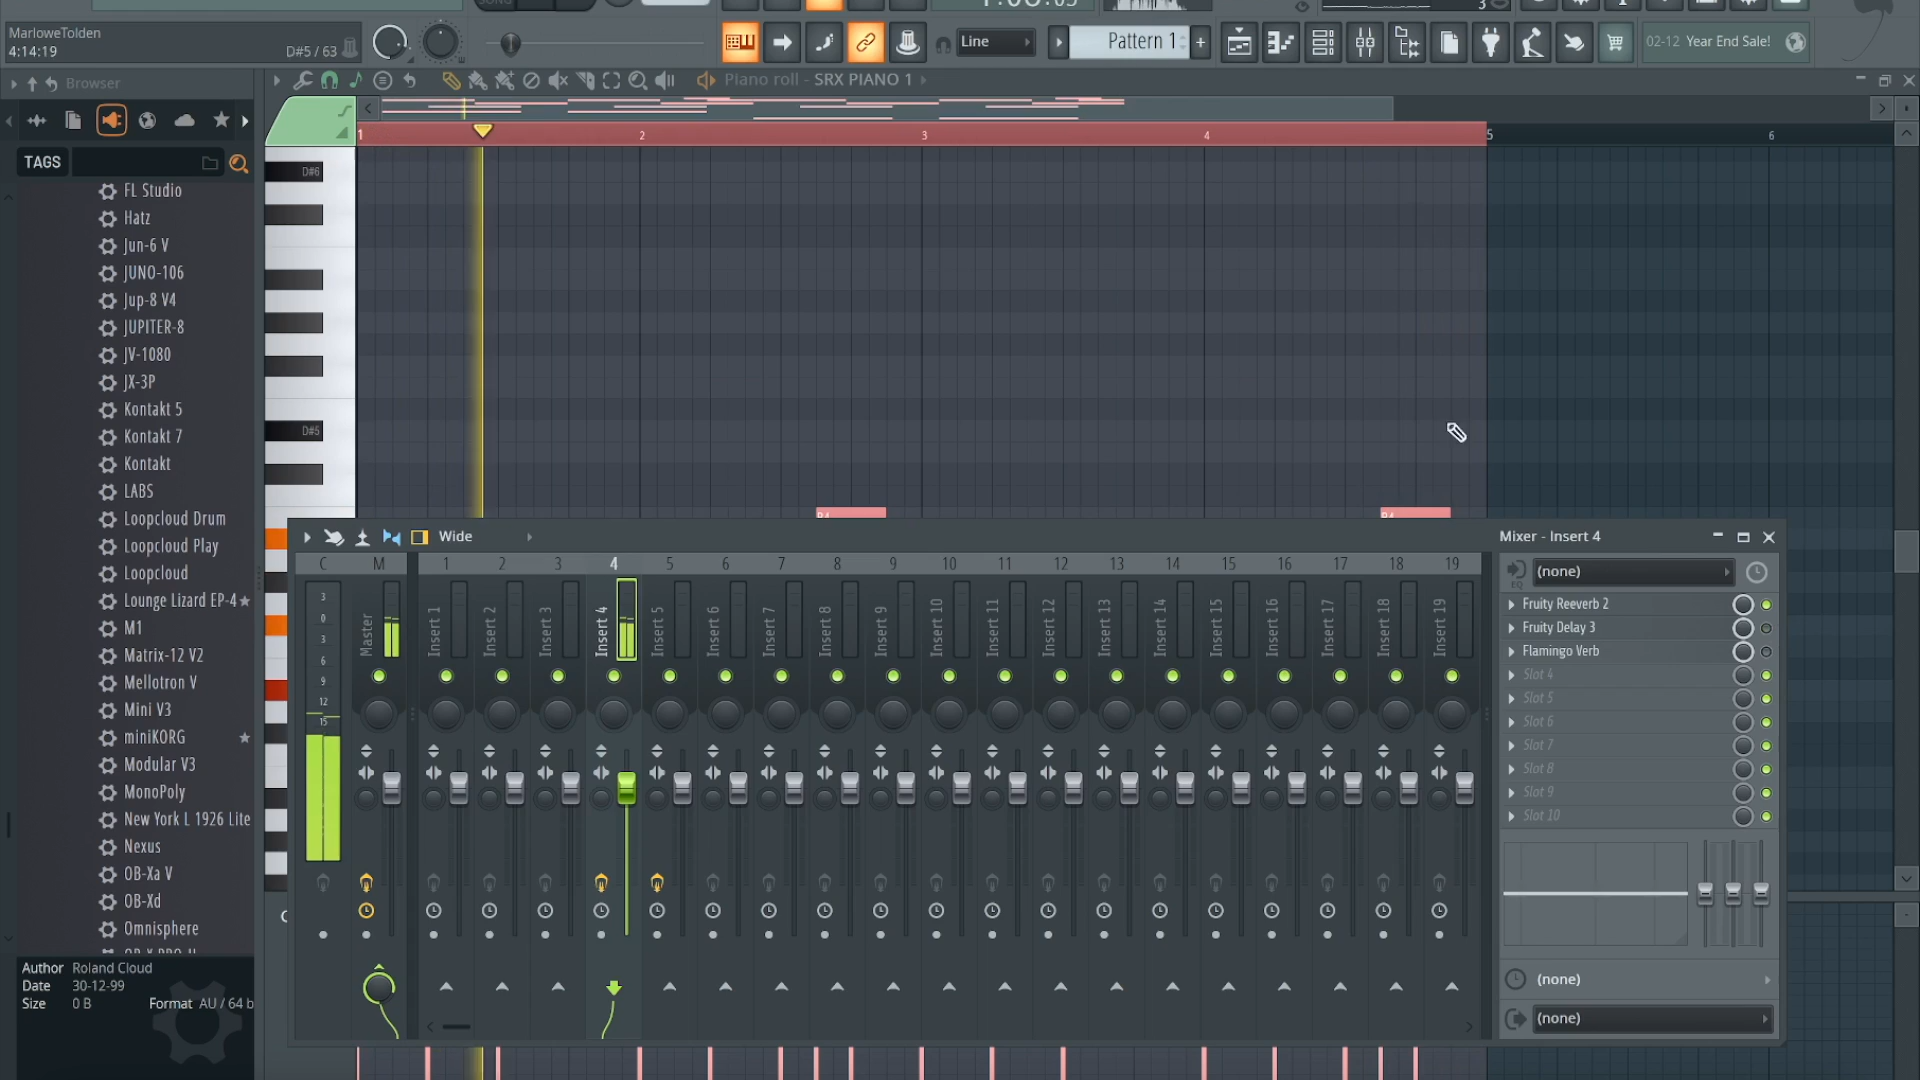 MarloweTolden
4:14:19
D#5 / 63
Line
Pattern 1
3
02-12 Year End Sale!
Browser
Piano roll - SRX PIANO 1
TAGS
1
2
3
4
5
6
D#6
D#5
FL Studio
Hatz
Jun-6 V
JUNO-106
Jup-8 V4
JUPITER-8
JV-1080
JX-3P
Kontakt 5
Kontakt 7
Kontakt
LABS
Loopcloud Drum
Loopcloud Play
Loopcloud
Lounge Lizard EP-4
M1
Matrix-12 V2
Mellotron V
Mini V3
miniKORG
Modular V3
MonoPoly
New York L 1926 Lite
Nexus
OB-Xa V
OB-Xd
Omnisphere
Author Roland Cloud
Date 30-12-99
Size 0 B Format AU / 64 b
Wide
Mixer - Insert 4
C M 1 2 3 4 5 6 7 8 9 10 11 12 13 14 15 16 17 18 19
3
0
3
6
9
12
15
Master
Insert 1
Insert 2
Insert 3
Insert 4
Insert 5
Insert 6
Insert 7
Insert 8
Insert 9
Insert 10
Insert 11
Insert 12
Insert 13
Insert 14
Insert 15
Insert 16
Insert 17
Insert 18
Insert 19
(none)
EQ
Fruity Reeverb 2
Fruity Delay 3
Flamingo Verb
Slot 4
Slot 5
Slot 6
Slot 7
Slot 8
Slot 9
Slot 10
(none)
(none)